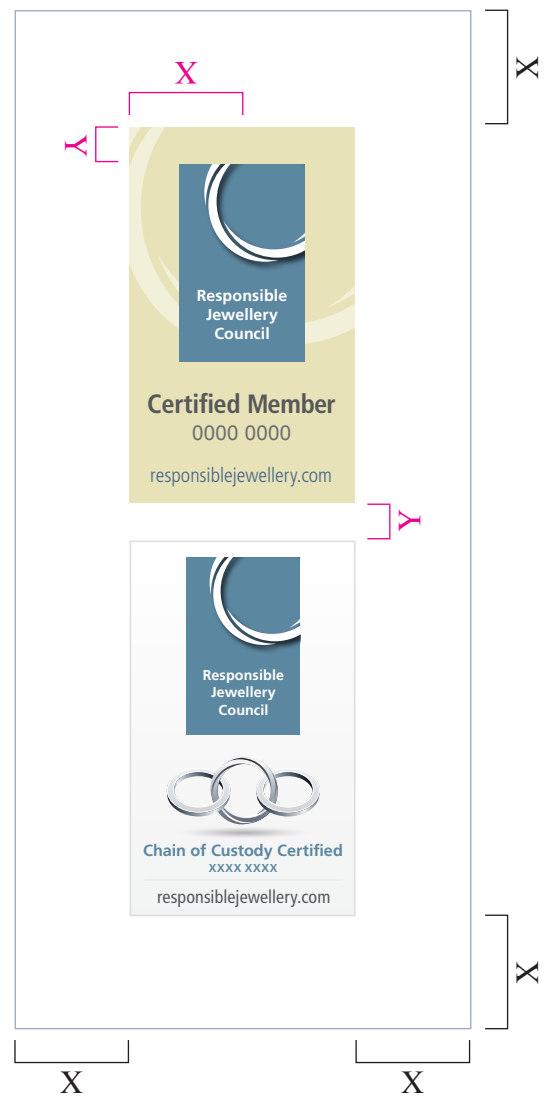 X
X
Y
Responsible
Jewellery
Council
Certified Member
0000 0000
responsiblejewellery.com
Y
Responsible
Jewellery
Council
Chain of Custody Certified
XXXX XXXX
responsiblejewellery.com
X
X
X